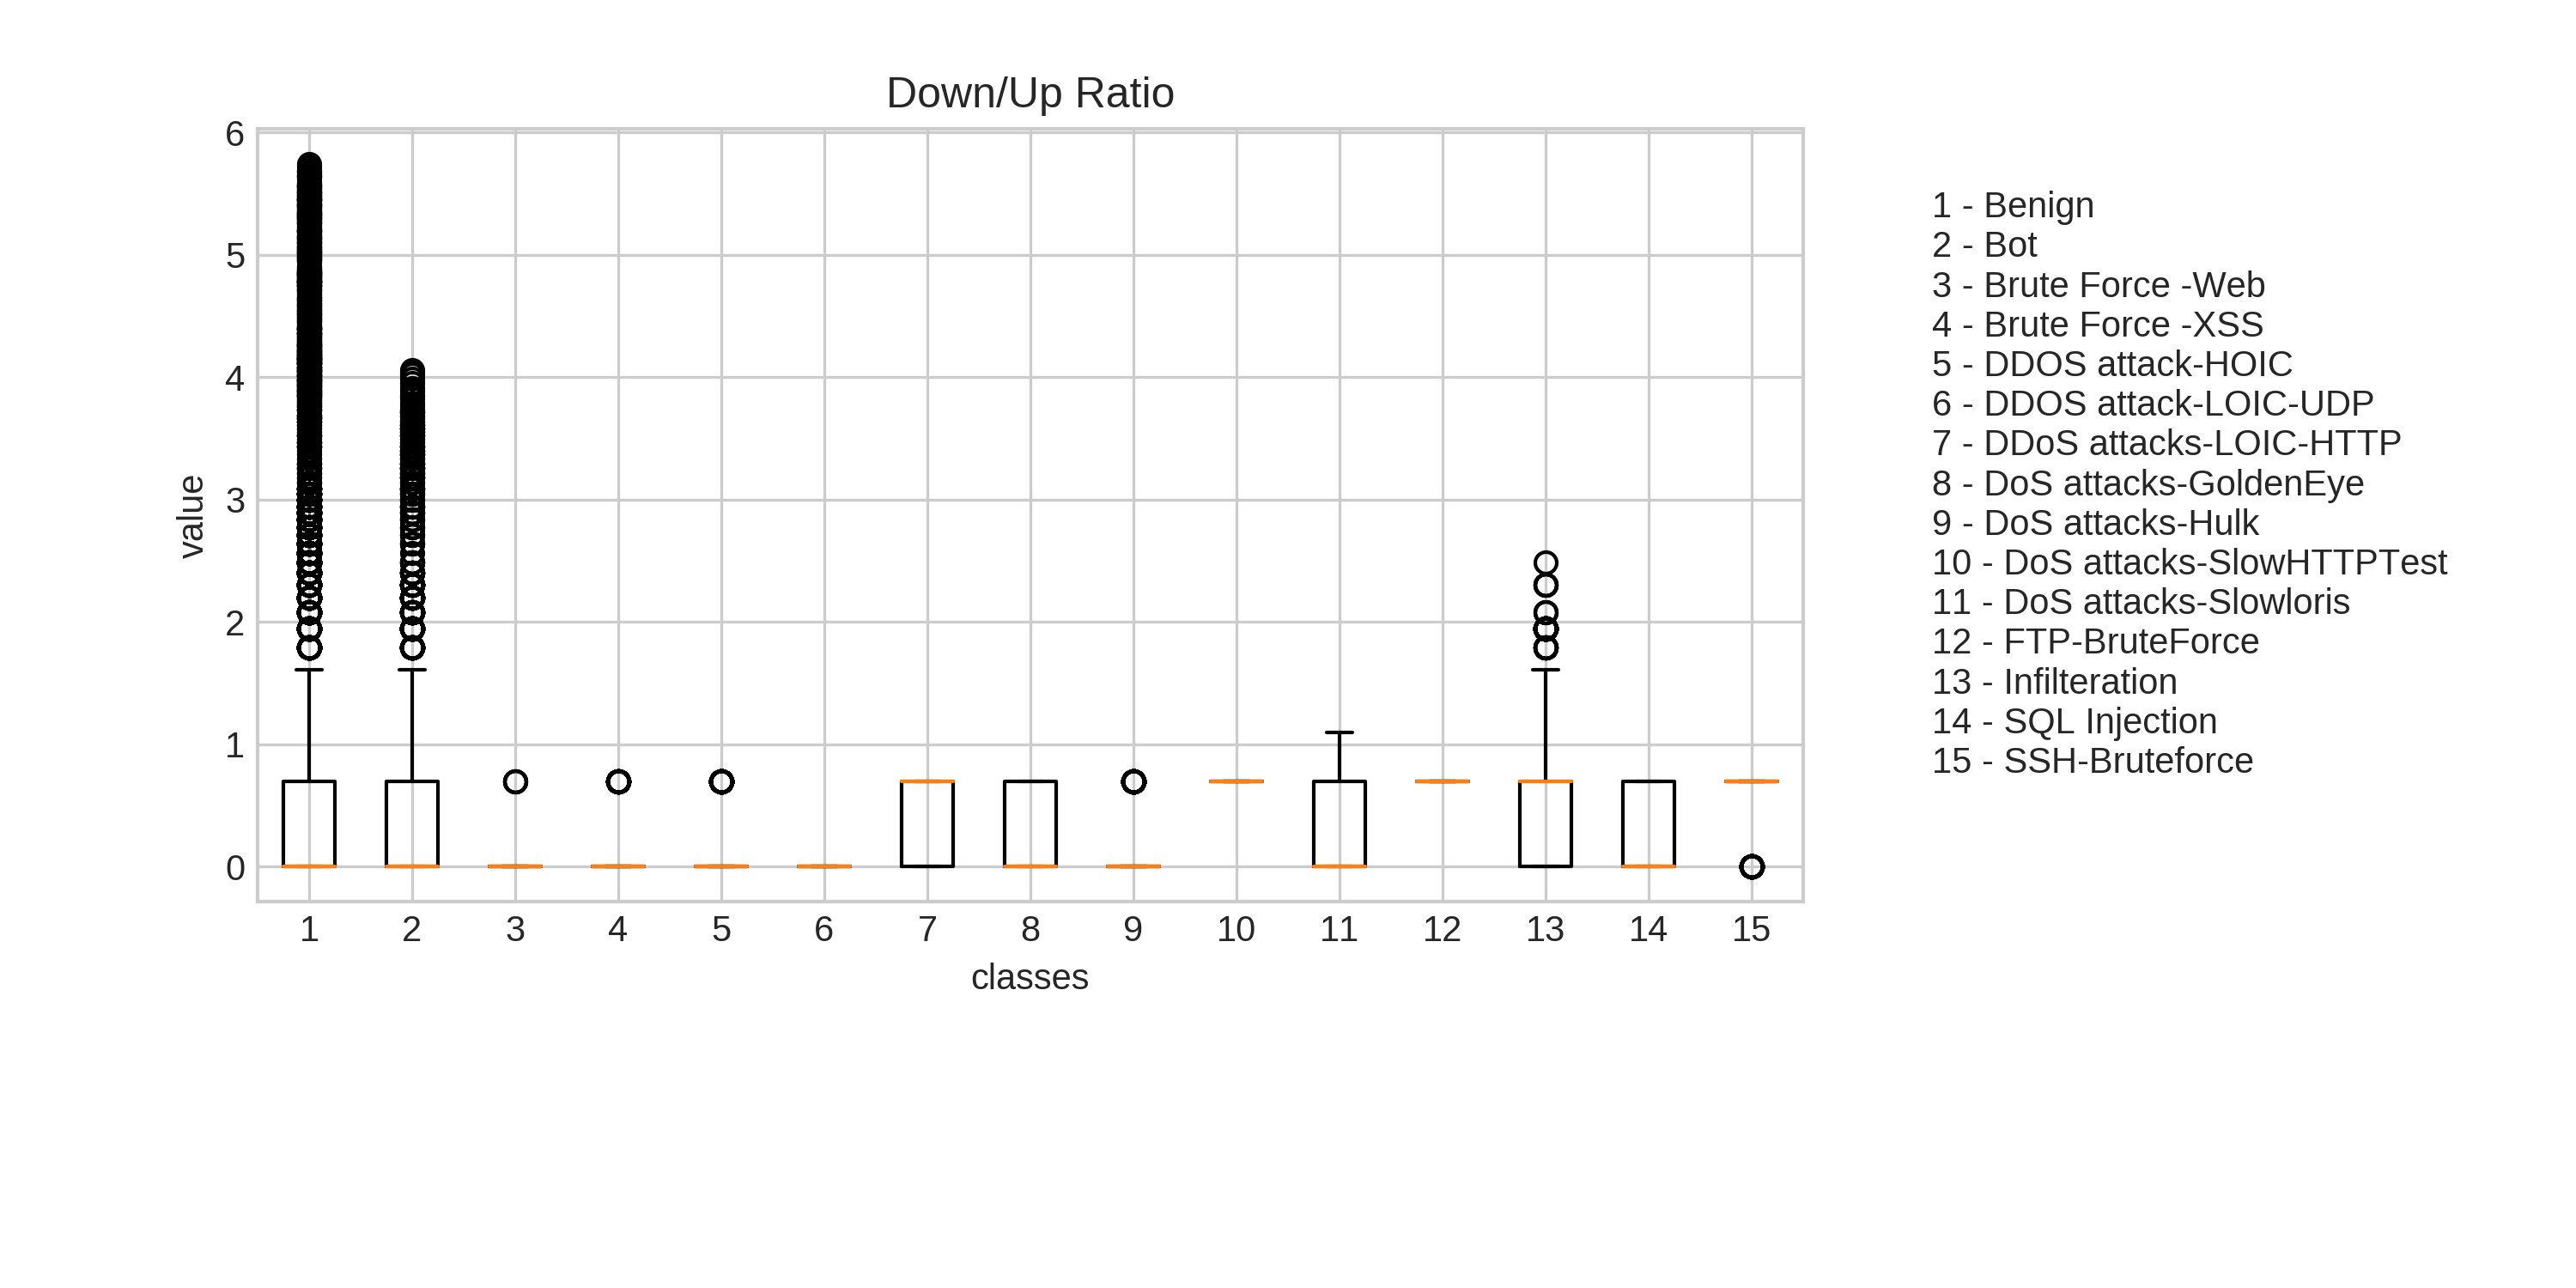 Down/Up Ratio
6
5
4
3
2
1
0
value
1 2 3 4 5 6 7 8 9 10 11 12 13 14 15
classes
1 - Benign
2 - Bot
3 - Brute Force -Web
4 - Brute Force -XSS
5 - DDOS attack-HOIC
6 - DDOS attack-LOIC-UDP
7 - DDoS attacks-LOIC-HTTP
8 - DoS attacks-GoldenEye
9 - DoS attacks-Hulk
10 - DoS attacks-SlowHTTPTest
11 - DoS attacks-Slowloris
12 - FTP-BruteForce
13 - Infilteration
14 - SQL Injection
15 - SSH-Bruteforce